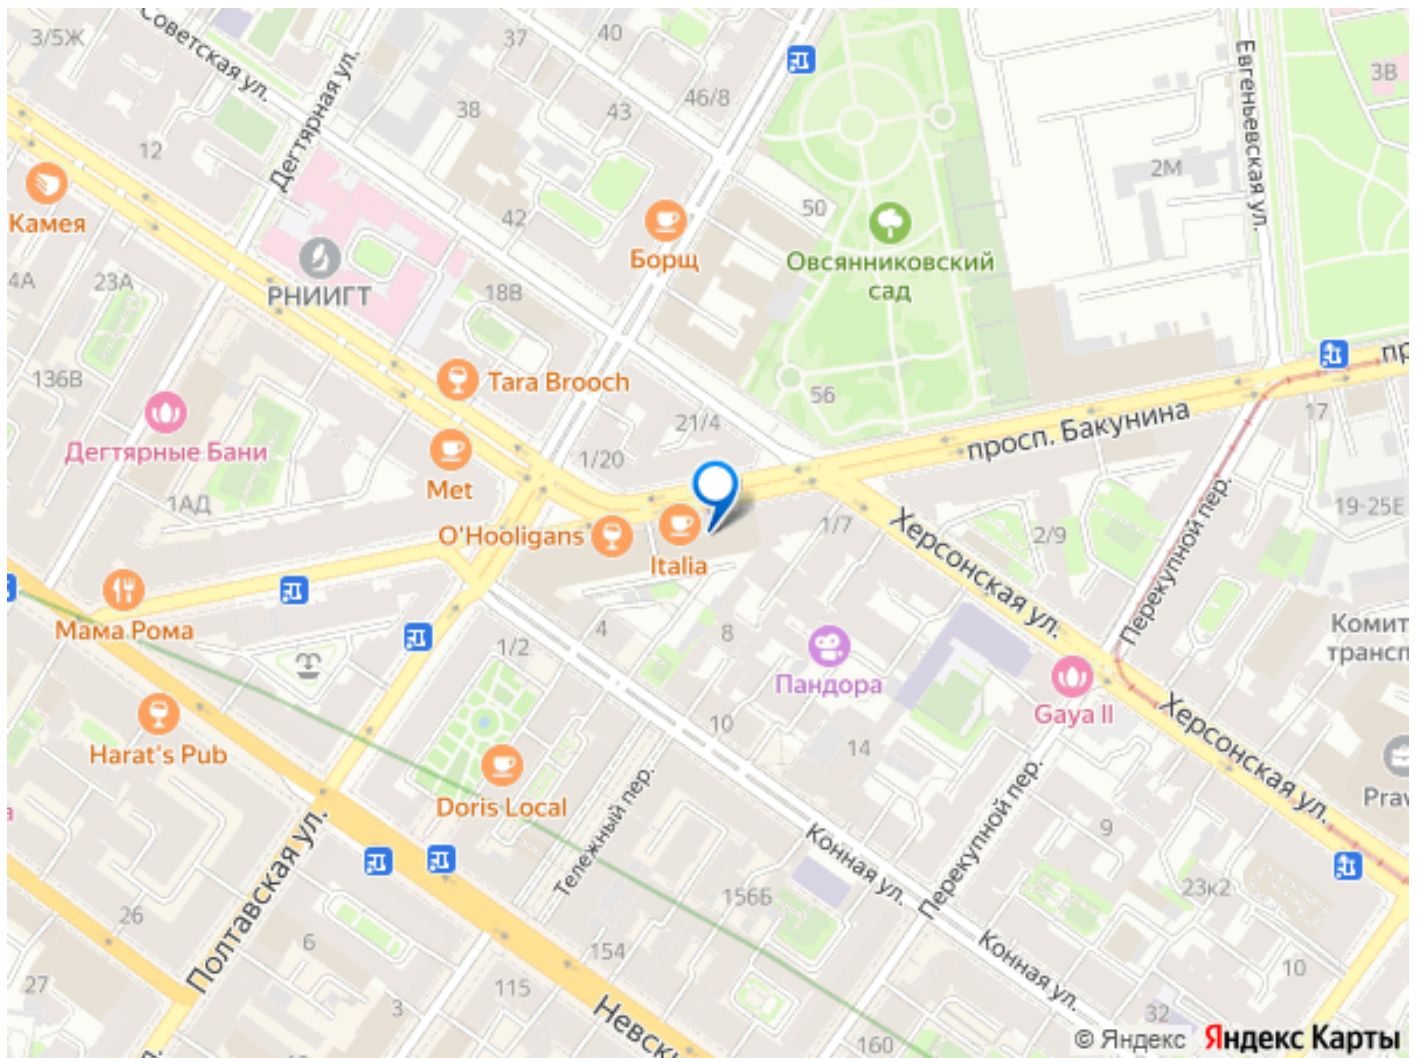 3/5Ж
Советская ул.
Дегтярная ул.
37
40
38
43
46/8
12
42
50
2М
3В
Евгеньевская ул.
Камея
4А
23А
РНИИГТ
18В
Борщ
Овсянниковский
сад
136В
Tara Brooch
21/4
56
просп. Бакунина
17
Дегтярные Бани
Met
1/20
1АД
O'Hooligans
Italia
1/7
Херсонская ул.
2/9
Перекупной пер.
19-25Е
Мама Рома
1/2
4
8
Пандора
Gaya II
Комит
трансп
Harat's Pub
Doris Local
10
14
Херсонская ул.
Prav
Полтавская ул.
Тележный пер.
Конная ул.
Перекупной пер.
9
156Б
23к2
26
6
154
27
3
115
Невск
Конная ул.
10
32
160
© Яндекс Яндекс Карты